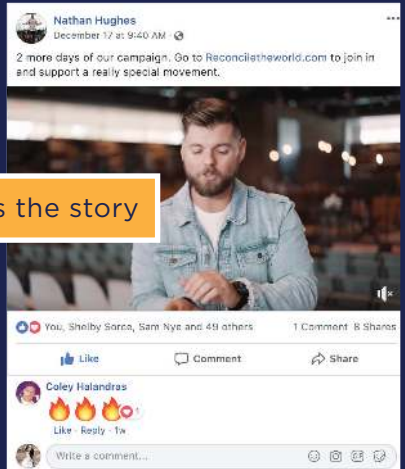 Nathan Hughes
December 17 at 9:40 AM ·
2 more days of our campaign. Go to Reconciletheworld.com to join in
and support a really special movement.
s the story
You, Shelby Sorce, Sam Nye and 49 others 1 Comment 8 Shares
Like Comment Share
Coley Halandras
1
Like · Reply · 1w
Write a comment...